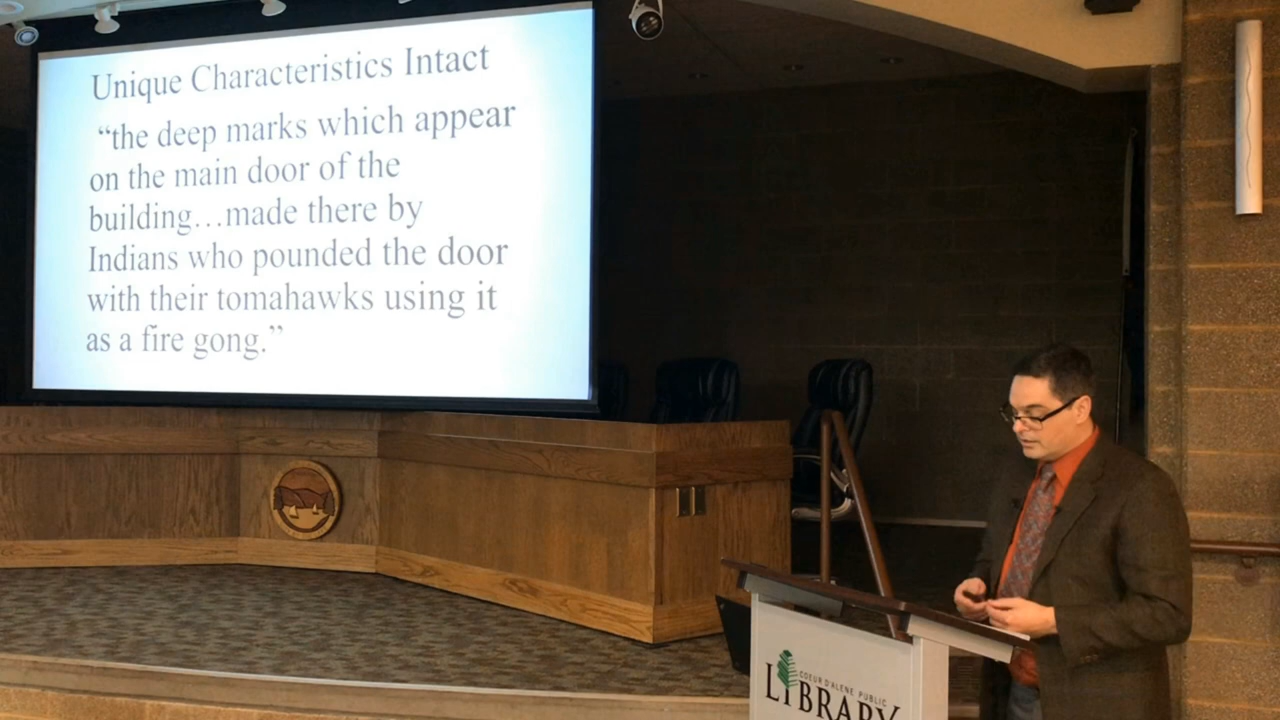 Unique Characteristics Intact
“the deep marks which appear
on the main door of the
building…made there by
Indians who pounded the door
with their tomahawks using it
as a fire gong.”
COEUR D'ALENE PUBLIC
LIBRARY